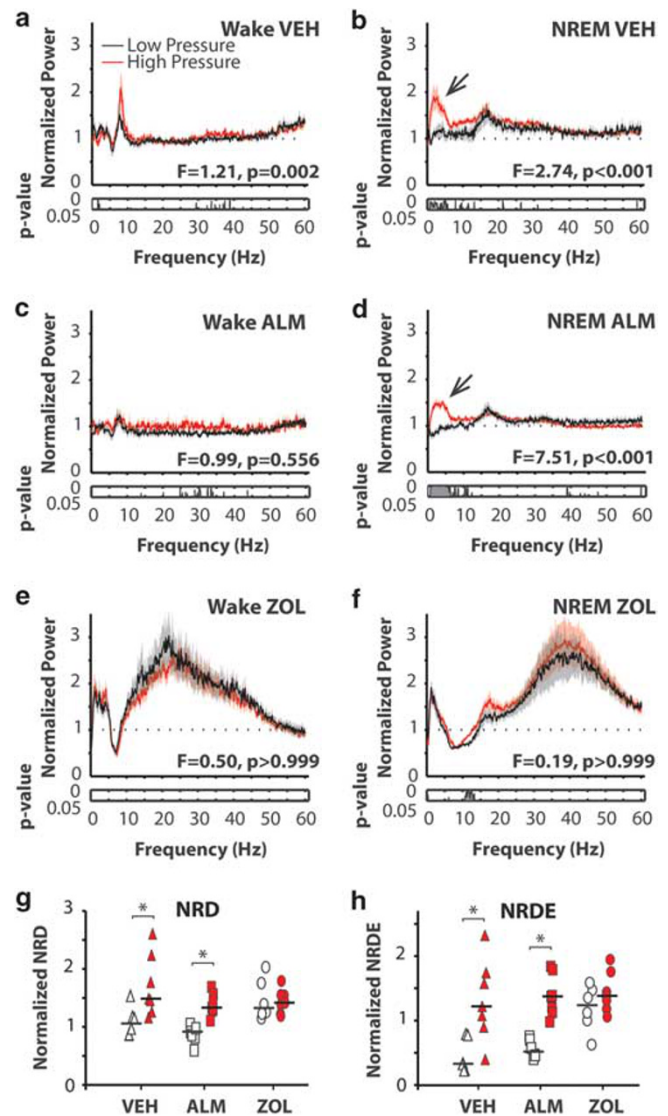 a Wake VEH
Low Pressure
High Pressure
Normalized Power
3
2
1
0
F=1.21, p=0.002
p-value
0
0.05
0 10 20 30 40 50 60
Frequency (Hz)
b NREM VEH
Normalized Power
3
2
1
0
F=2.74, p<0.001
p-value
0
0.05
0 10 20 30 40 50 60
Frequency (Hz)
c Wake ALM
Normalized Power
3
2
1
0
F=0.99, p=0.556
p-value
0
0.05
0 10 20 30 40 50 60
Frequency (Hz)
d NREM ALM
Normalized Power
3
2
1
0
F=7.51, p<0.001
p-value
0
0.05
0 10 20 30 40 50 60
Frequency (Hz)
e Wake ZOL
Normalized Power
3
2
1
0
F=0.50, p>0.999
p-value
0
0.05
0 10 20 30 40 50 60
Frequency (Hz)
f NREM ZOL
Normalized Power
3
2
1
0
F=0.19, p>0.999
p-value
0
0.05
0 10 20 30 40 50 60
Frequency (Hz)
g NRD
Normalized NRD
3
2
1
0
* *
VEH ALM ZOL
h NRDE
Normalized NRDE
2
1
0
* *
VEH ALM ZOL